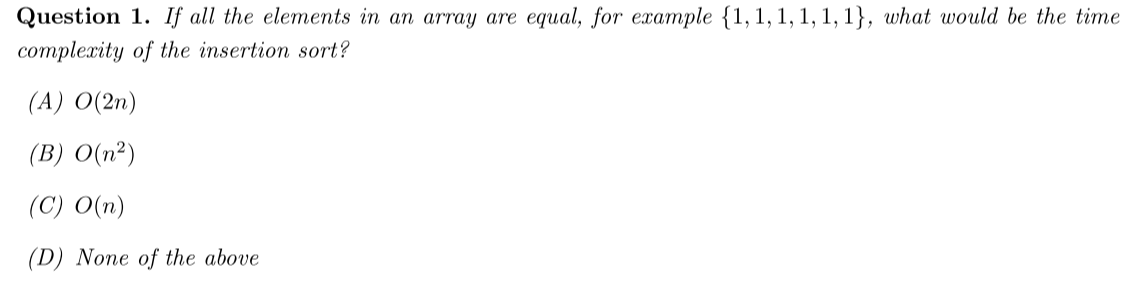 Question 1. If all the elements in an array are equal, for example {1, 1, 1, 1, 1, 1}, what would be the time
complexity of the insertion sort?
(A) O(2n)
(B) O(n²)
(C) O(n)
(D) None of the above